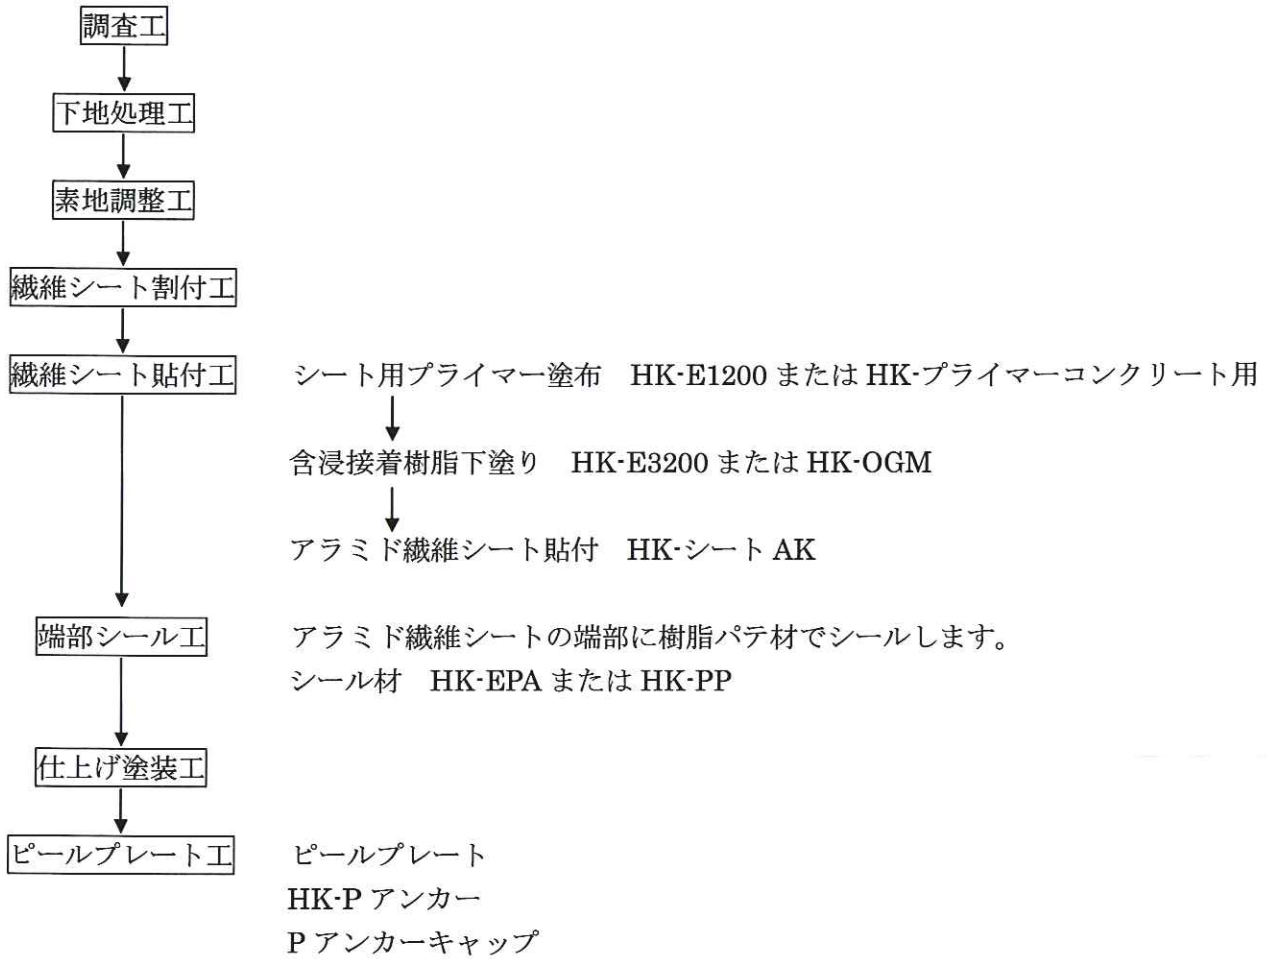 調査工
下地処理工
素地調整工
繊維シート割付工
繊維シート貼付工
シート用プライマー塗布　HK-E1200 または HK-プライマーコンクリート用
含浸接着樹脂下塗り　HK-E3200 または HK-OGM
アラミド繊維シート貼付　HK-シート AK
端部シール工
アラミド繊維シートの端部に樹脂パテ材でシールします。
シール材　HK-EPA または HK-PP
仕上げ塗装工
ピールプレート工
ピールプレート
HK-P アンカー
P アンカーキャップ